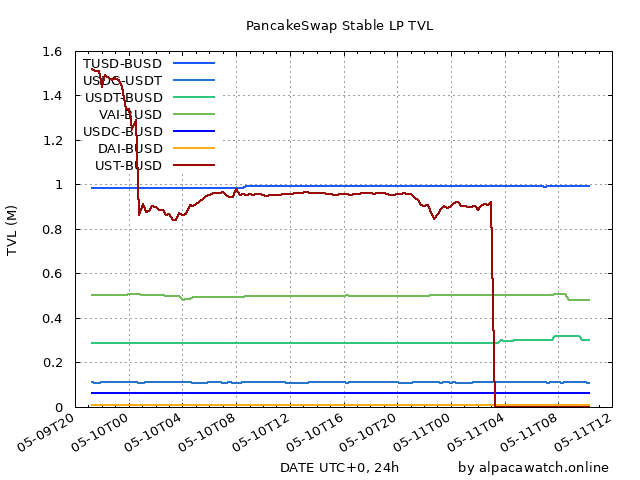 PancakeSwap Stable LP TVL
TVL (M)
1.6
1.4
1.2
1
0.8
0.6
0.4
0.2
0
TUSD-BUSD
USDC-USDT
USDT-BUSD
VAI-BUSD
USDC-BUSD
DAI-BUSD
UST-BUSD
05-09T20
05-10T00
05-10T04
05-10T08
05-10T12
05-10T16
05-10T20
05-11T00
05-11T04
05-11T08
05-11T12
DATE UTC+0, 24h
by alpacawatch.online